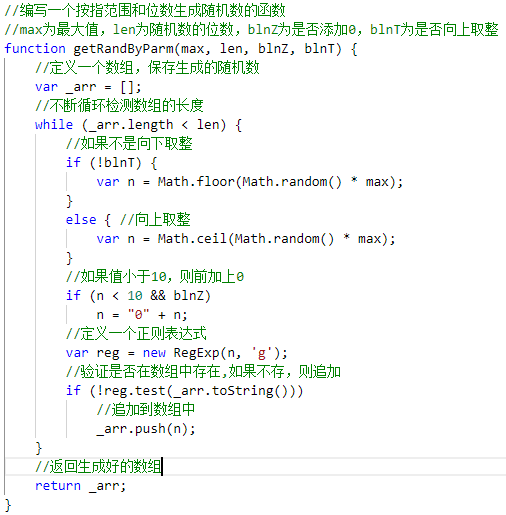 //编写一个按指范围和位数生成随机数的函数
//max为最大值，len为随机数的位数，blnZ为是否添加0，blnT为是否向上取整
function getRandByParm(max, len, blnZ, blnT) {
    //定义一个数组，保存生成的随机数
    var _arr = [];
    //不断循环检测数组的长度
    while (_arr.length < len) {
        //如果不是向下取整
        if (!blnT) {
            var n = Math.floor(Math.random() * max);
        }
        else { //向上取整
            var n = Math.ceil(Math.random() * max);
        }
        //如果值小于10，则前加上0
        if (n < 10 && blnZ)
            n = "0" + n;
        //定义一个正则表达式
        var reg = new RegExp(n, 'g');
        //验证是否在数组中存在,如果不存，则追加
        if (!reg.test(_arr.toString()))
            //追加到数组中
            _arr.push(n);
    }
    //返回生成好的数组
    return _arr;
}